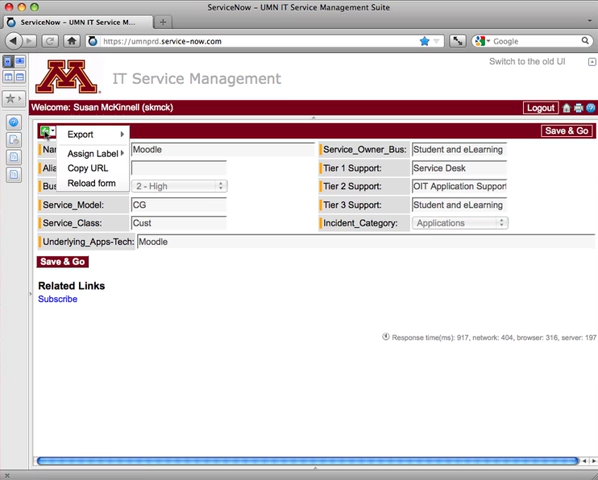 ServiceNow - UMN IT Service Management Suite
ServiceNow - UMN IT Service M...
https://umnprd.service-now.com
Google
IT Service Management
Switch to the old UI
Welcome: Susan McKinnell (skmck)
Logout
Export
Assign Label
Copy URL
Reload form
Save & Go
Moodle
Service_Owner_Bus:
Student and eLearning
Tier 1 Support:
Service Desk
2 - High
Tier 2 Support:
OIT Application Support
Service_Model:
CG
Tier 3 Support:
Student and eLearning
Service_Class:
Cust
Incident_Category:
Applications
Underlying_Apps-Tech:
Moodle
Save & Go
Related Links
Subscribe
Response time(ms): 917, network: 404, browser: 316, server: 197